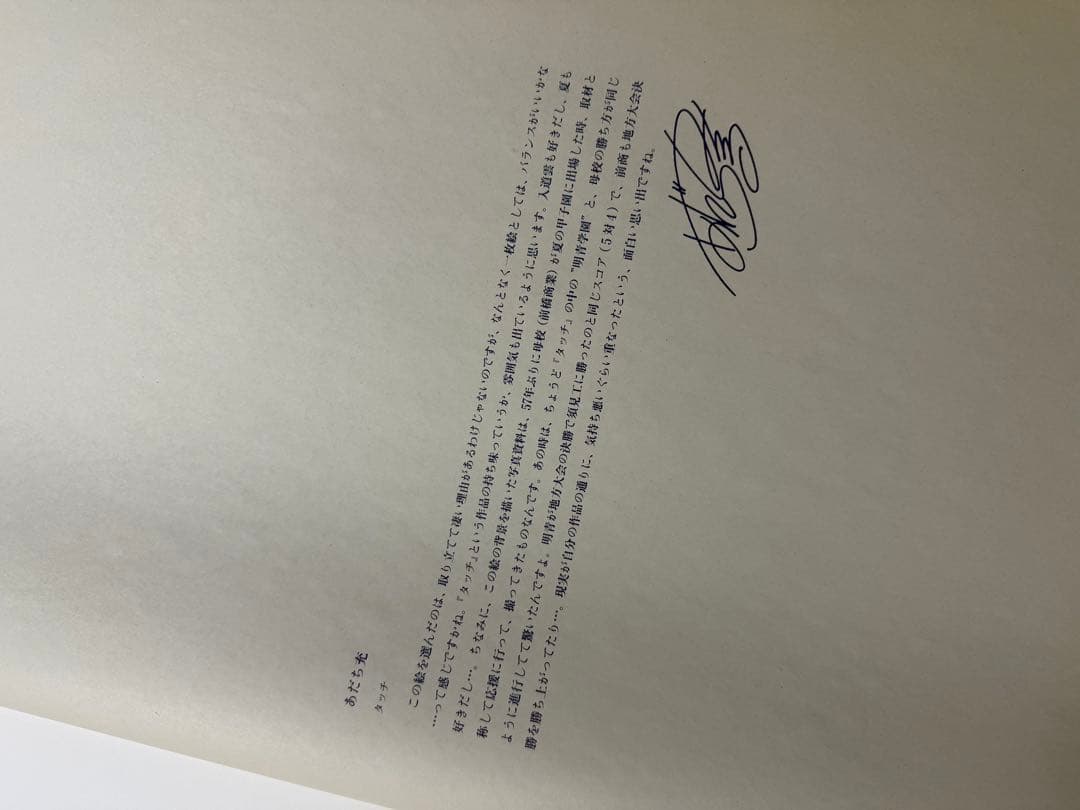 あだち充
タッチ
この絵を選んだのは、取り立てて凄い理由があるわけじゃないのですが、なんとなく一枚絵としては、バランスがいいかな
…って感じですかね。『タッチ』という作品の持ち味っていうか、雰囲気も出ているように思います。入道雲も好きだし、夏も
好きだし…。ちなみに、この絵の背景を描いた写真資料は、57年ぶりに母校(前橋商業)が夏の甲子園に出場した時、取材と
称して応援に行って、撮ってきたものなんです。あの時は、ちょうど『タッチ』の中の“明青学園”と、母校の勝ち方が同じ
ように進行してて驚いたんですよ。明青が地方大会の決勝で須見工に勝ったのと同じスコア(5対4)で、前商も地方大会決
勝を勝ち上がってたり…。現実が自分の作品の通りに、気持ち悪いぐらい重なったという、面白い思い出ですね。
あだち充